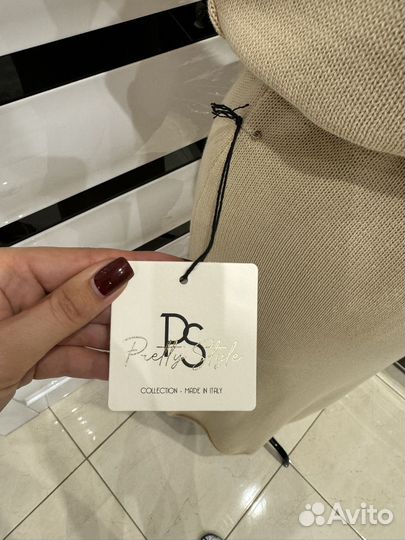 PS
Pretty Style
COLLECTION - MADE IN ITALY
Avito